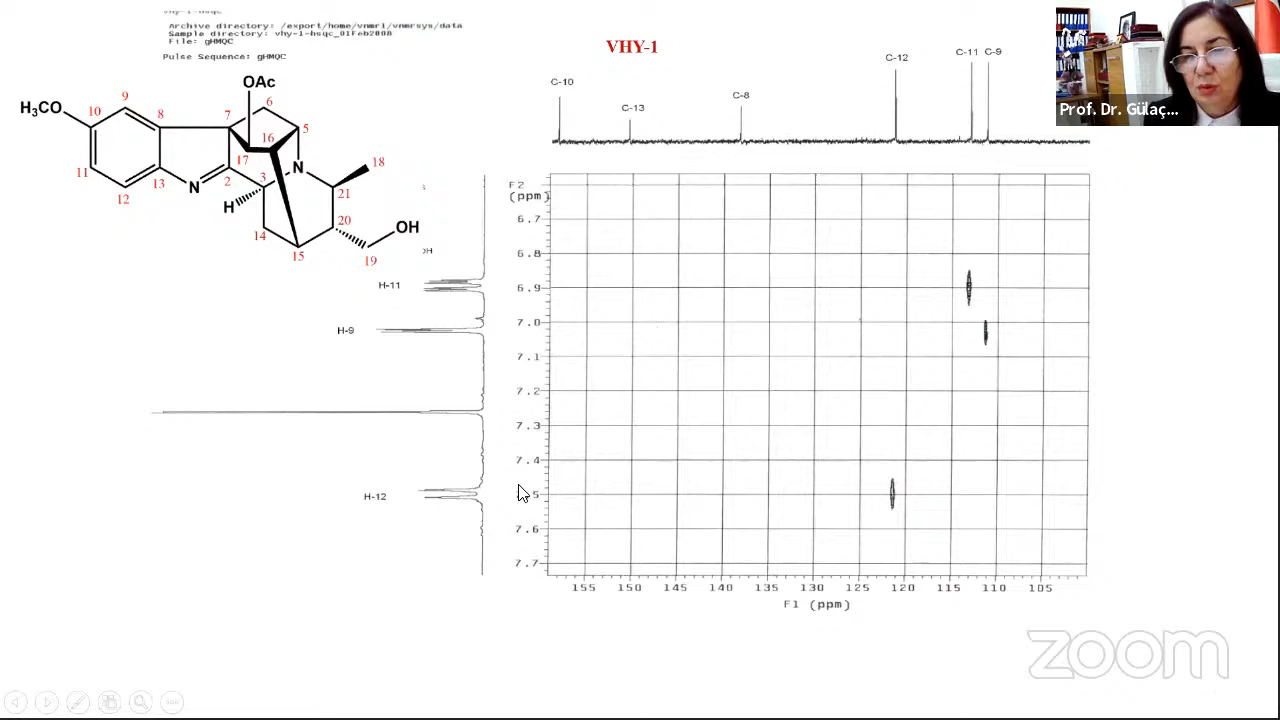 vhy-1-hsqc
Archive directory: /export/home/vnmr1/vnmrsys/data
Sample directory: vhy-1-hsqc_01Feb2008
File: gHMQC
Pulse Sequence: gHMQC
VHY-1
Prof. Dr. Gülaç...
C-10
C-13
C-8
C-12
C-11
C-9
OAc
H₃CO
10
9
8
7
6
5
16
17
N
18
11
12
13
N
2
3
H
21
20
OH
14
15
19
H-11
H-9
H-12
F2
(ppm)
6.7
6.8
6.9
7.0
7.1
7.2
7.3
7.4
5
7.6
7.7
155 150 145 140 135 130 125 120 115 110 105
F1 (ppm)
zoom